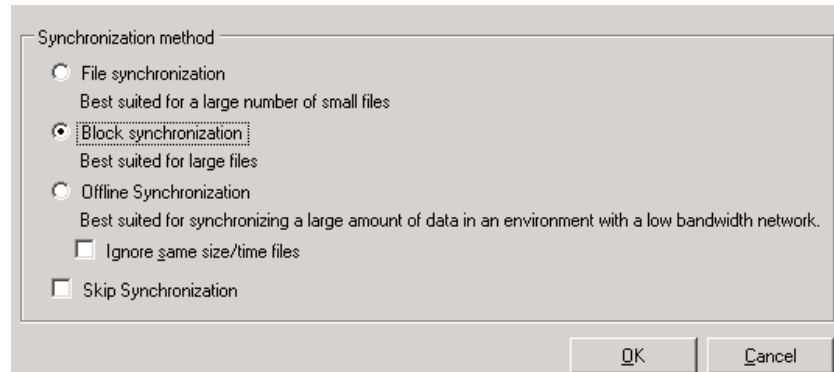 Synchronization method
File synchronization
Best suited for a large number of small files
Block synchronization
Best suited for large files
Offline Synchronization
Best suited for synchronizing a large amount of data in an environment with a low bandwidth network.
Ignore same size/time files
Skip Synchronization
OK Cancel